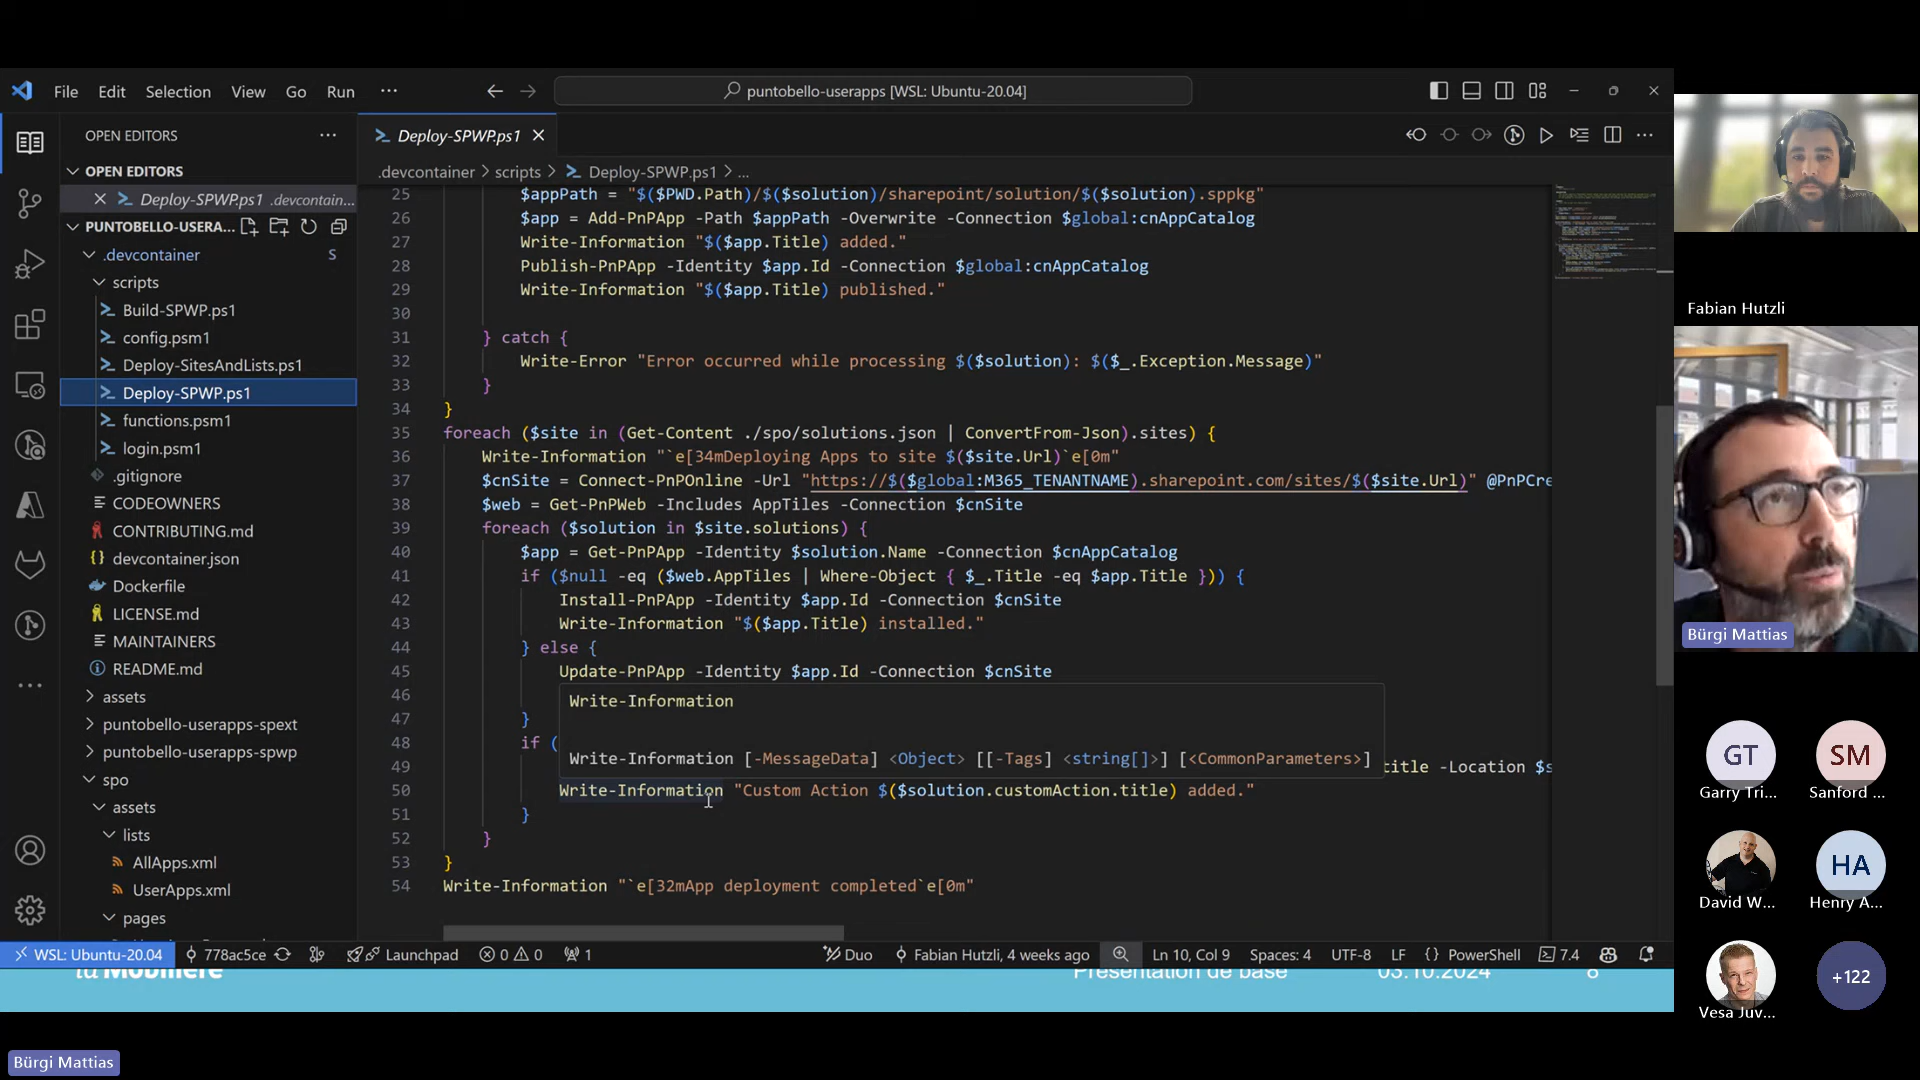 File Edit Selection View Go Run ···
puntobello-userapps [WSL: Ubuntu-20.04]
OPEN EDITORS
Deploy-SPWP.ps1
.devcontainer > scripts > Deploy-SPWP.ps1 > ...
OPEN EDITORS
Deploy-SPWP.ps1 .devcontain...
PUNTOBELLO-USERA...
.devcontainer S
scripts
Build-SPWP.ps1
config.psm1
Deploy-SitesAndLists.ps1
Deploy-SPWP.ps1
functions.psm1
login.psm1
.gitignore
CODEOWNERS
CONTRIBUTING.md
devcontainer.json
Dockerfile
LICENSE.md
MAINTAINERS
README.md
assets
puntobello-userapps-spext
puntobello-userapps-spwp
spo
assets
lists
AllApps.xml
UserApps.xml
pages
25 $appPath = "$($PWD.Path)/$($solution)/sharepoint/solution/$($solution).sppkg"
26 $app = Add-PnPApp -Path $appPath -Overwrite -Connection $global:cnAppCatalog
27 Write-Information "$($app.Title) added."
28 Publish-PnPApp -Identity $app.Id -Connection $global:cnAppCatalog
29 Write-Information "$($app.Title) published."
30
31 } catch {
32 Write-Error "Error occurred while processing $($solution): $($_.Exception.Message)"
33 }
34 }
35 foreach ($site in (Get-Content ./spo/solutions.json | ConvertFrom-Json).sites) {
36 Write-Information "`e[34mDeploying Apps to site $($site.Url)`e[0m"
37 $cnSite = Connect-PnPOnline -Url "https://$($global:M365_TENANTNAME).sharepoint.com/sites/$($site.Url)" @PnPCre
38 $web = Get-PnPWeb -Includes AppTiles -Connection $cnSite
39 foreach ($solution in $site.solutions) {
40 $app = Get-PnPApp -Identity $solution.Name -Connection $cnAppCatalog
41 if ($null -eq ($web.AppTiles | Where-Object { $_.Title -eq $app.Title })) {
42 Install-PnPApp -Identity $app.Id -Connection $cnSite
43 Write-Information "$($app.Title) installed."
44 } else {
45 Update-PnPApp -Identity $app.Id -Connection $cnSite
46 Write-Information
47 }
48 if (
Write-Information [-MessageData] <Object> [[-Tags] <string[]>] [<CommonParameters>]
49 title -Location $s
50 Write-Information "Custom Action $($solution.customAction.title) added."
51 }
52 }
53 }
54 Write-Information "`e[32mApp deployment completed`e[0m"
WSL: Ubuntu-20.04 778ac5ce Launchpad 0 0 1 Duo Fabian Hutzli, 4 weeks ago Ln 10, Col 9 Spaces: 4 UTF-8 LF {} PowerShell 7.4
la Mobilière Présentation de base 03.10.2024 8
Fabian Hutzli
Bürgi Mattias
GT
Garry Tri...
SM
Sanford ...
David W...
HA
Henry A...
Vesa Juv...
+122
Bürgi Mattias